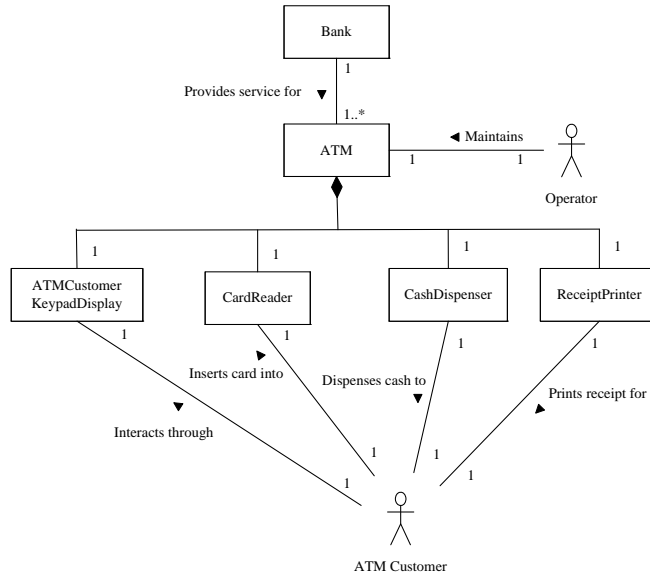 Bank
1
Provides service for
1..*
ATM
Maintains
1
1
Operator
1
1
1
1
ATMCustomer
KeypadDisplay
CardReader
CashDispenser
ReceiptPrinter
1
1
1
1
Inserts card into
Dispenses cash to
Prints receipt for
Interacts through
1
1
1
1
ATM Customer